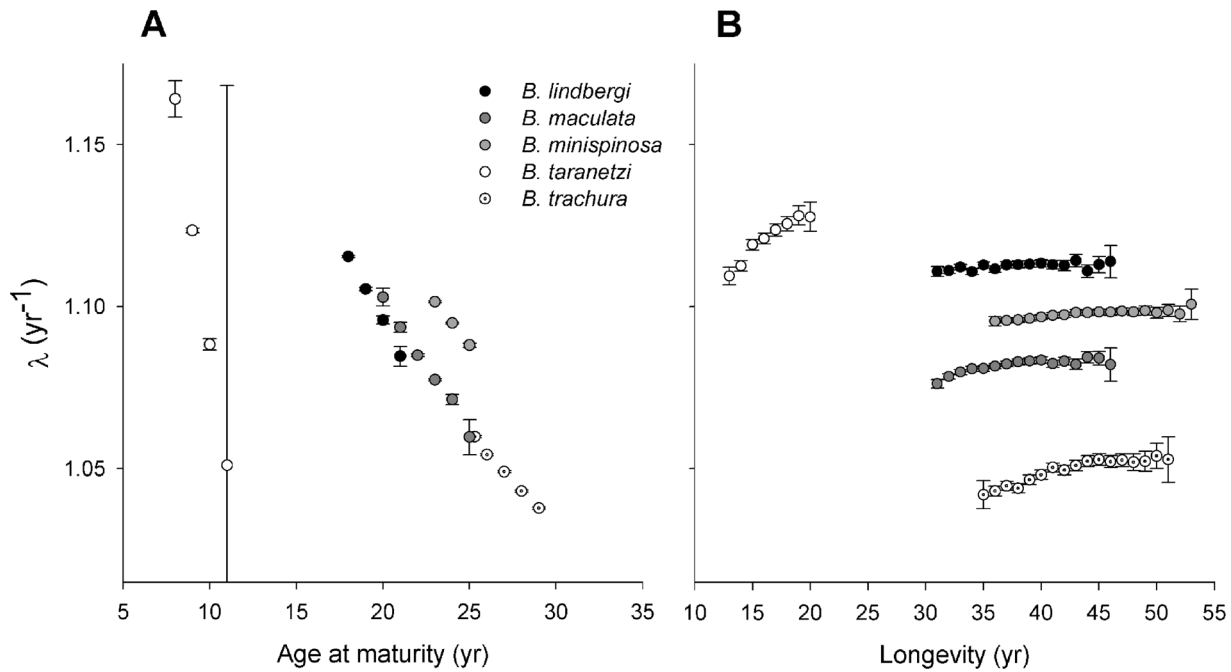 A
B
B. lindbergi
B. maculata
B. minispinosa
B. taranetzi
B. trachura
1.15
1.10
1.05
λ (yr⁻¹)
5 10 15 20 25 30 35
10 15 20 25 30 35 40 45 50 55
Age at maturity (yr)
Longevity (yr)